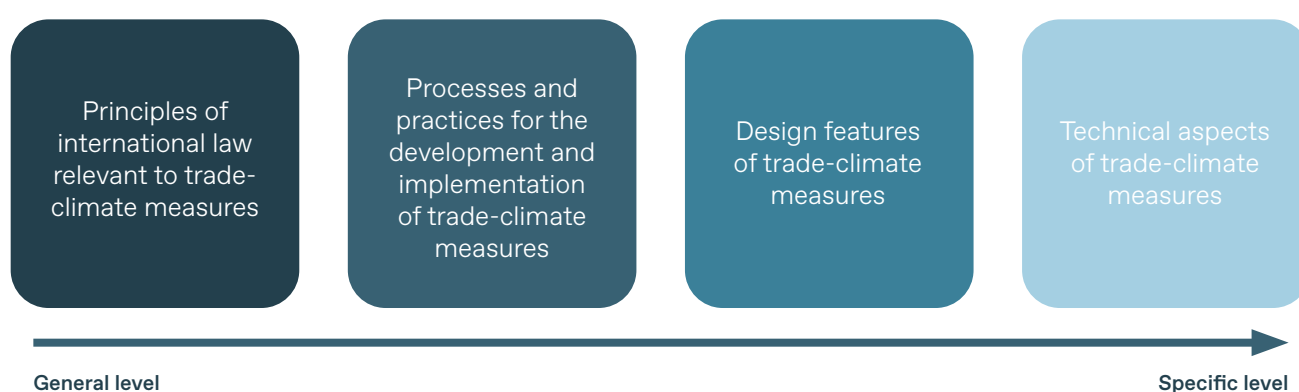 Principles of
international law
relevant to trade-
climate measures
Processes and
practices for the
development and
implementation
of trade-climate
measures
Design features
of trade-climate
measures
Technical aspects
of trade-climate
measures
General level
Specific level